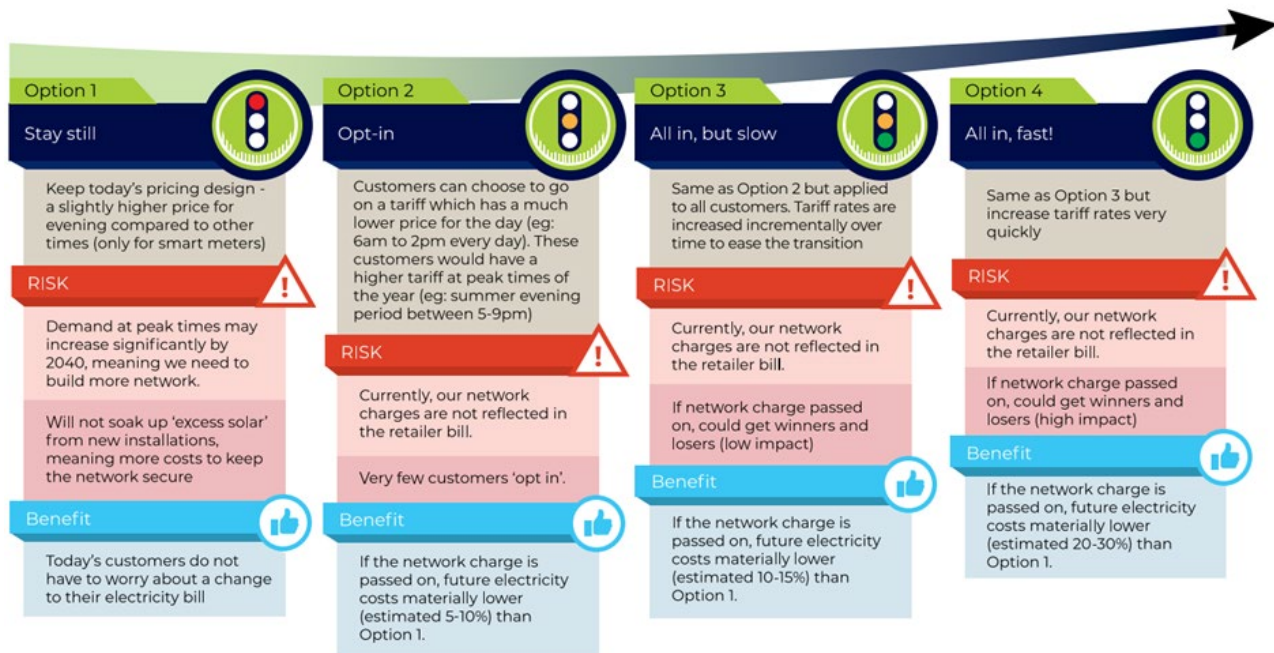 Option 1
Stay still
Keep today's pricing design -
a slightly higher price for
evening compared to other
times (only for smart meters)
RISK
Demand at peak times may
increase significantly by
2040, meaning we need to
build more network.
Will not soak up 'excess solar'
from new installations,
meaning more costs to keep
the network secure
Benefit
Today's customers do not
have to worry about a change
to their electricity bill
Option 2
Opt-in
Customers can choose to go
on a tariff which has a much
lower price for the day (eg:
6am to 2pm every day). These
customers would have a
higher tariff at peak times of
the year (eg: summer evening
period between 5-9pm)
RISK
Currently, our network
charges are not reflected in
the retailer bill.
Very few customers 'opt in'.
Benefit
If the network charge is
passed on, future electricity
costs materially lower
(estimated 5-10%) than
Option 1.
Option 3
All in, but slow
Same as Option 2 but applied
to all customers. Tariff rates are
increased incrementally over
time to ease the transition
RISK
Currently, our network
charges are not reflected in
the retailer bill.
If network charge passed
on, could get winners and
losers (low impact)
Benefit
If the network charge is
passed on, future electricity
costs materially lower
(estimated 10-15%) than
Option 1.
Option 4
All in, fast!
Same as Option 3 but
increase tariff rates very
quickly
RISK
Currently, our network
charges are not reflected in
the retailer bill.
If network charge passed
on, could get winners and
losers (high impact)
Benefit
If the network charge is
passed on, future electricity
costs materially lower
(estimated 20-30%) than
Option 1.